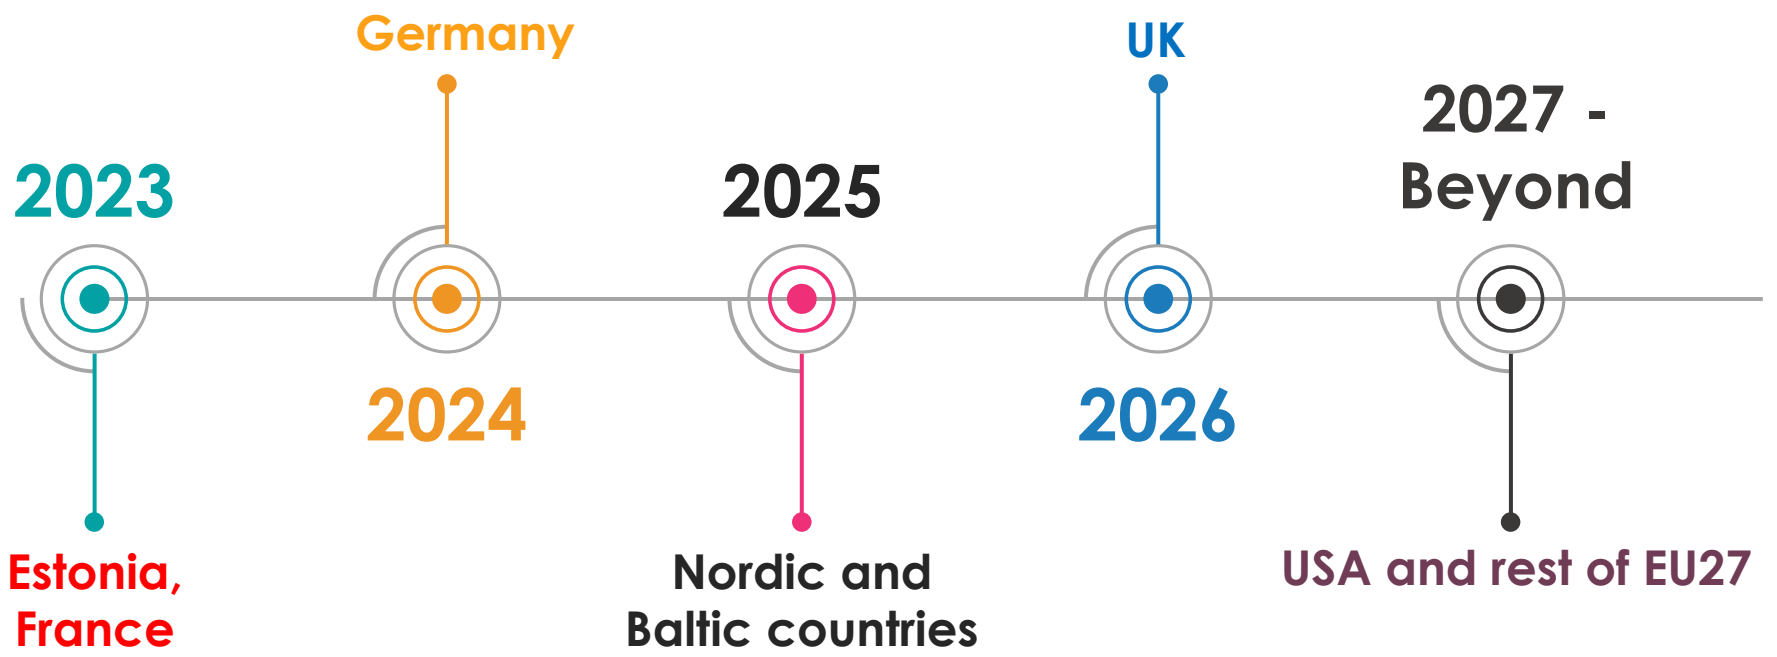 2023
Estonia,
France
Germany
2024
2025
Nordic and
Baltic countries
UK
2026
2027 -
Beyond
USA and rest of EU27